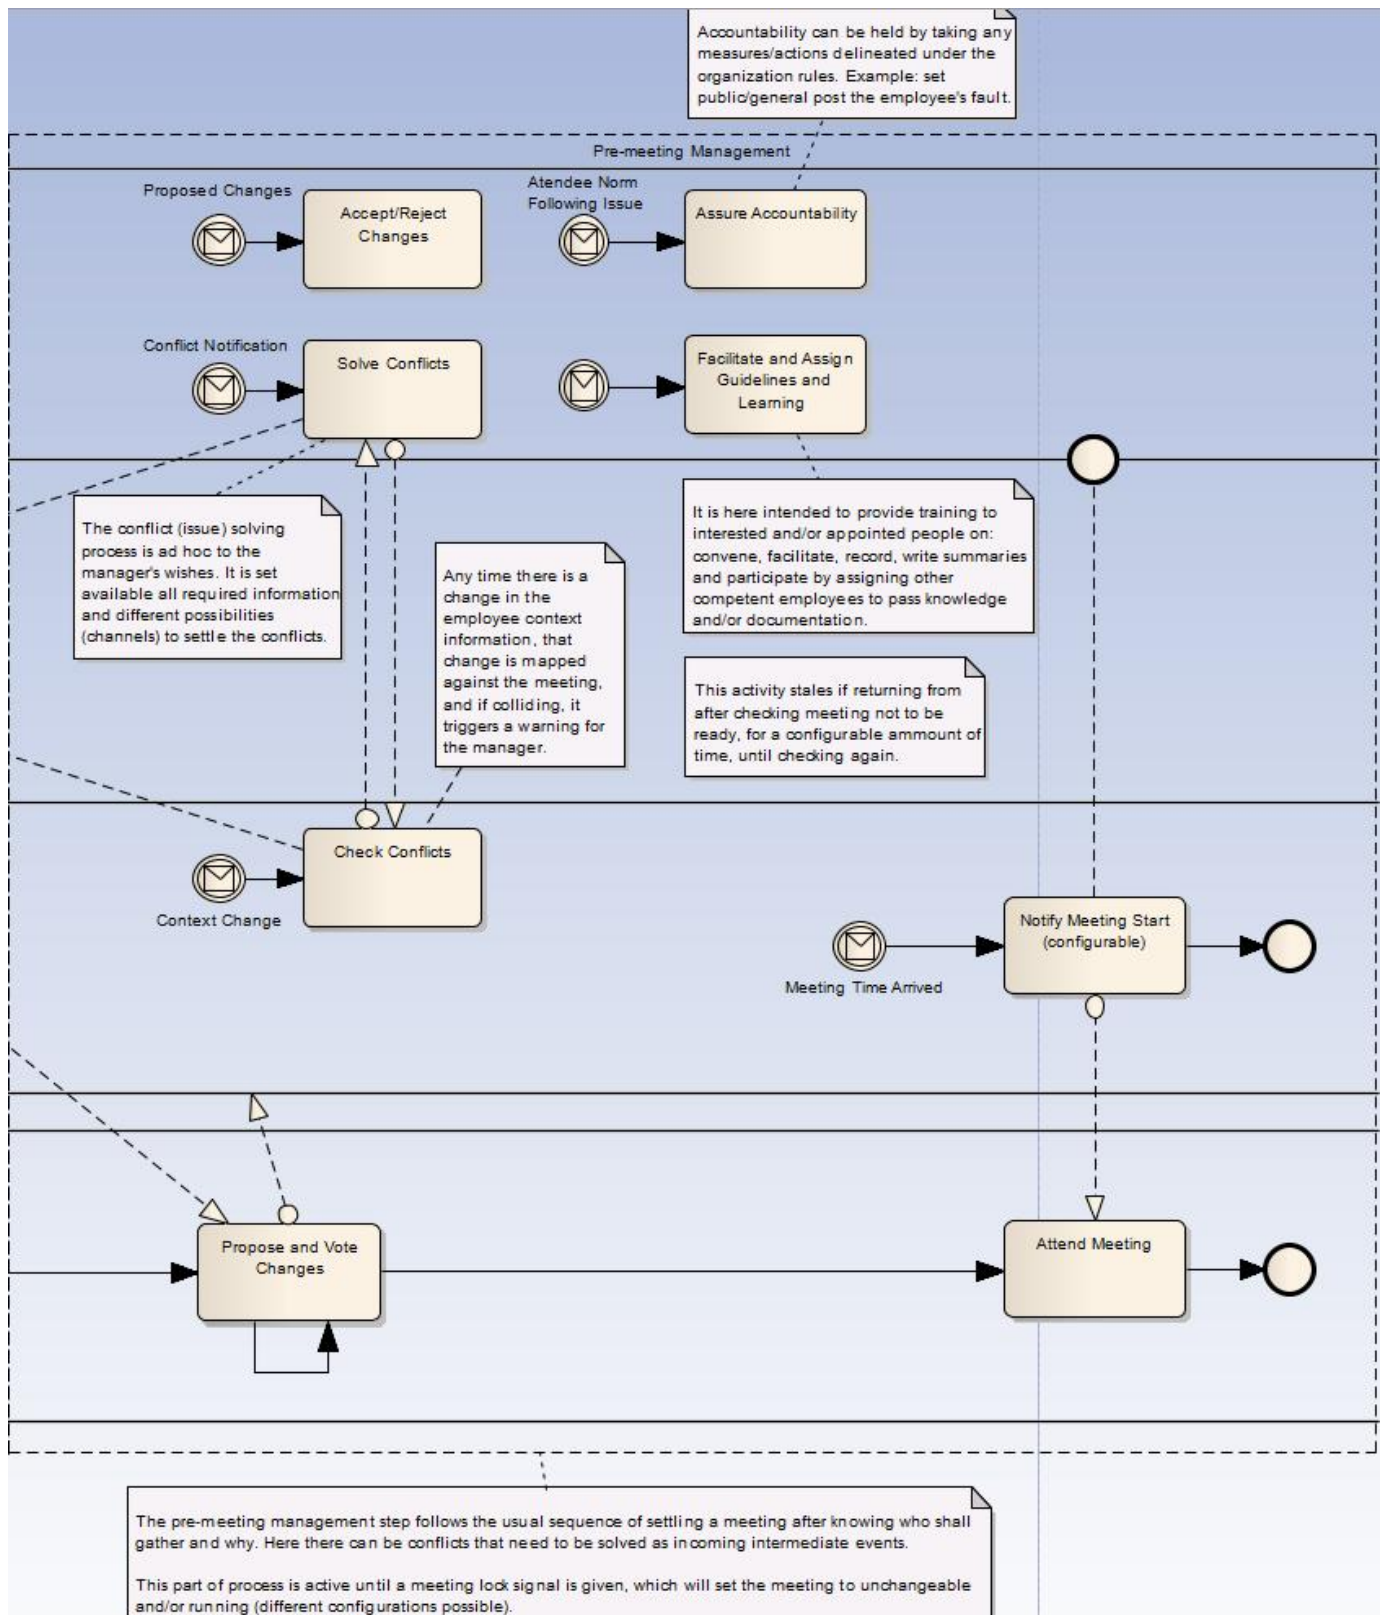 Accountability can be held by taking any
measures/actions delineated under the
organization rules. Example: set
public/general post the employee's fault.
Pre-meeting Management
Proposed Changes
Accept/Reject
Changes
Atendee Norm
Following Issue
Assure Accountability
Conflict Notification
Solve Conflicts
Facilitate and Assign
Guidelines and
Learning
The conflict (issue) solving
process is ad hoc to the
manager's wishes. It is set
available all required information
and different possibilities
(channels) to settle the conflicts.
Any time there is a
change in the
employee context
information, that
change is mapped
against the meeting,
and if colliding, it
triggers a warning for
the manager.
It is here intended to provide training to
interested and/or appointed people on:
convene, facilitate, record, write summaries
and participate by assigning other
competent employees to pass knowledge
and/or documentation.
This activity stales if returning from
after checking meeting not to be
ready, for a configurable ammount of
time, until checking again.
Check Conflicts
Context Change
Notify Meeting Start
(configurable)
Meeting Time Arrived
Propose and Vote
Changes
Attend Meeting
The pre-meeting management step follows the usual sequence of settling a meeting after knowing who shall
gather and why. Here there can be conflicts that need to be solved as incoming intermediate events.
This part of process is active until a meeting lock signal is given, which will set the meeting to unchangeable
and/or running (different configurations possible).